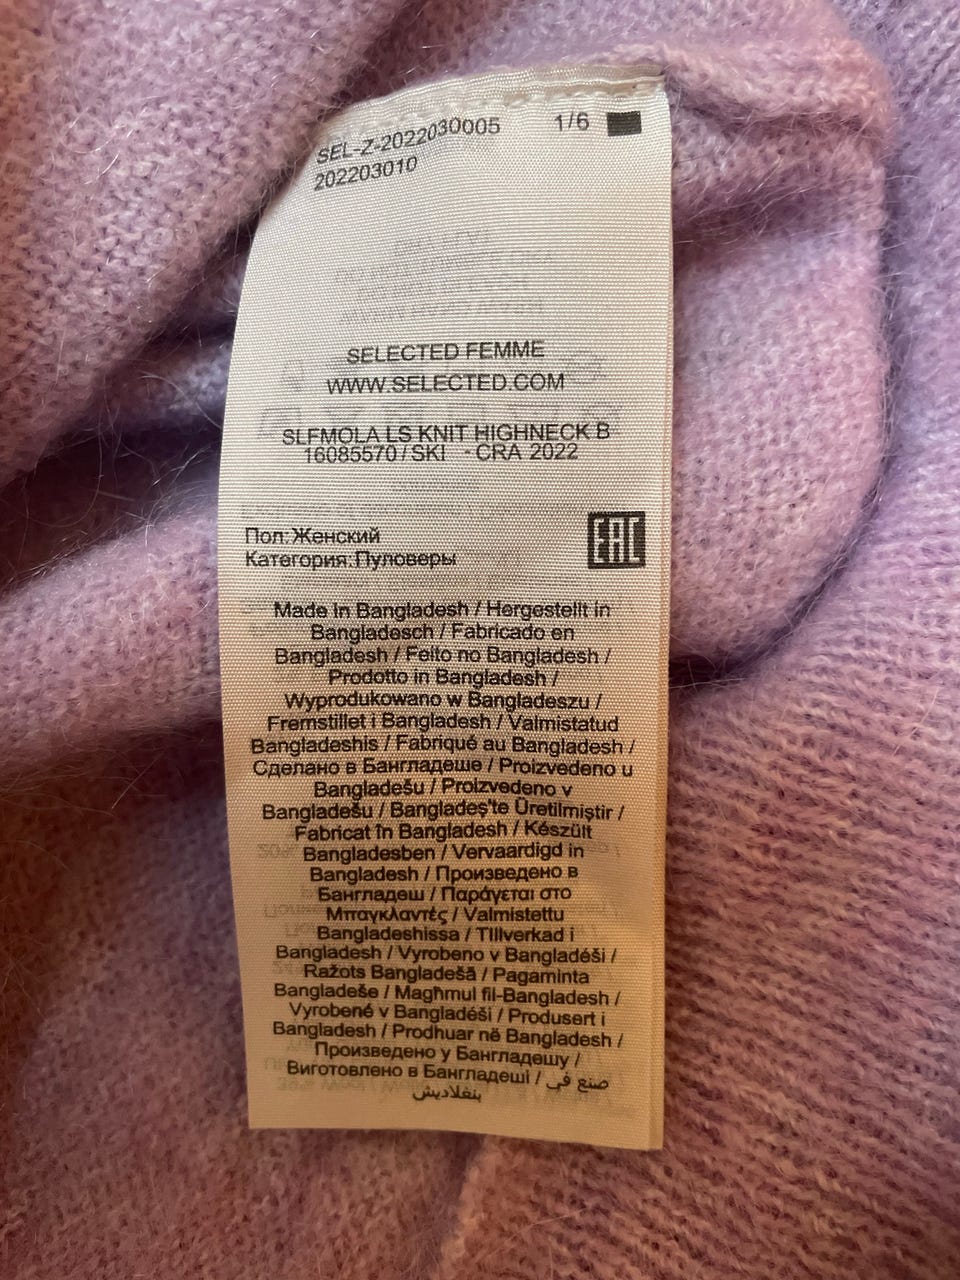 SEL-Z-2022030005 1/6
202203010
SELECTED FEMME
WWW.SELECTED.COM
SLFMOLA LS KNIT HIGHNECK B
16085570 / SKI - CRA 2022
Пол: Женский
Категория: Пуловеры
EAC
Made in Bangladesh / Hergestellt in
Bangladesch / Fabricado en
Bangladesh / Feito no Bangladesh /
Prodotto in Bangladesh /
Wyprodukowano w Bangladeszu /
Fremstillet i Bangladesh / Valmistatud
Bangladeshis / Fabriqué au Bangladesh /
Сделано в Бангладеше / Proizvedeno u
Bangladešu / Proizvedeno v
Bangladešu / Bangladeş'te Üretilmiştir /
Fabricat în Bangladesh / Készült
Bangladesben / Vervaardigd in
Bangladesh / Произведено в
Бангладеш / Παράγεται στο
Μπαγκλαντές / Valmistettu
Bangladeshissa / Tillverkad i
Bangladesh / Vyrobeno v Bangladéši /
Ražots Bangladešā / Pagaminta
Bangladeše / Magħmul fil-Bangladesh /
Vyrobené v Bangladéši / Produsert i
Bangladesh / Prodhuar në Bangladesh /
Произведено у Бангладешу /
Виготовлено в Бангладеші / صنع في
بنغلاديش